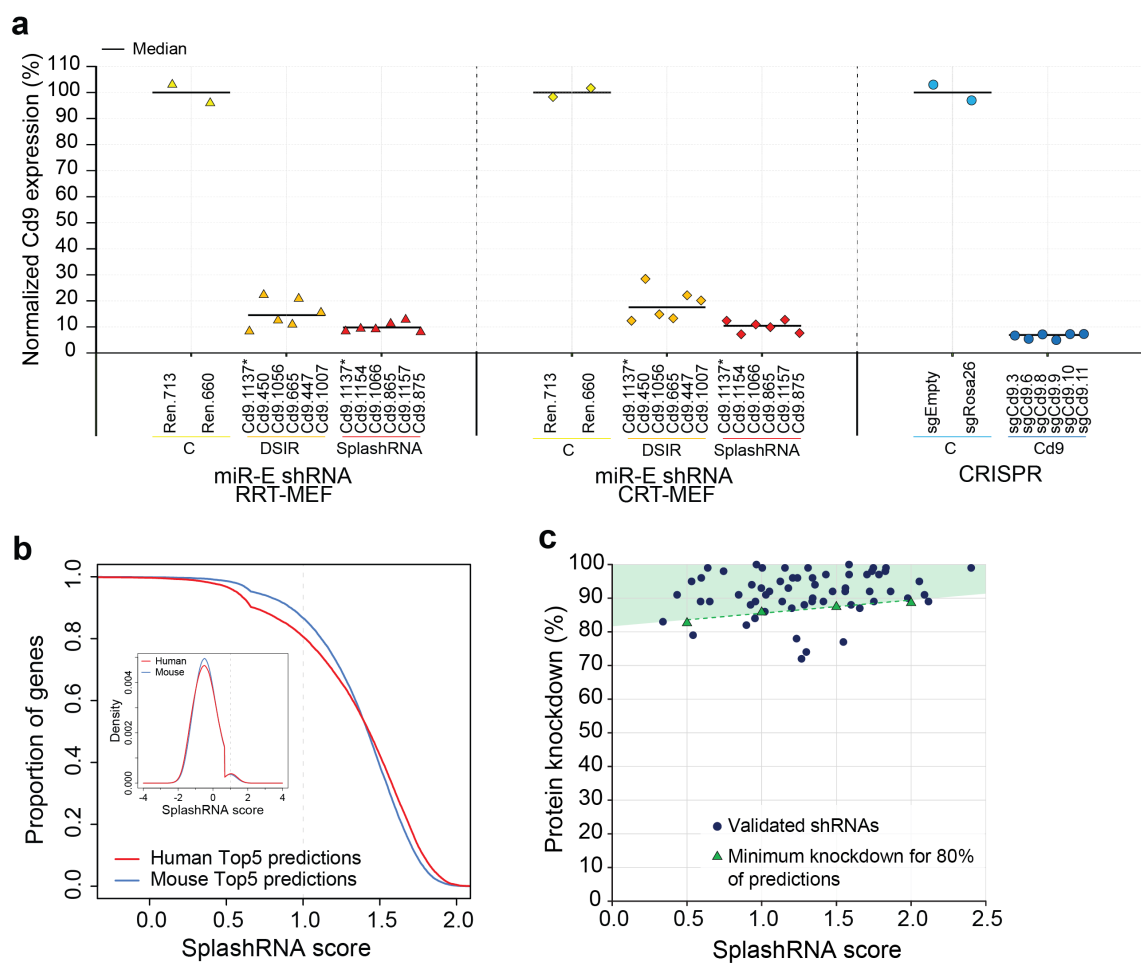 a
Median
Normalized Cd9 expression (%)
110
100
90
80
70
60
50
40
30
20
10
0
Ren.713
Ren.660
Cd9.1137*
Cd9.450
Cd9.1056
Cd9.665
Cd9.447
Cd9.1007
Cd9.1137*
Cd9.1154
Cd9.1066
Cd9.865
Cd9.1157
Cd9.875
C
DSIR
SplashRNA
miR-E shRNA
RRT-MEF
Ren.713
Ren.660
Cd9.1137*
Cd9.450
Cd9.1056
Cd9.665
Cd9.447
Cd9.1007
Cd9.1137*
Cd9.1154
Cd9.1066
Cd9.865
Cd9.1157
Cd9.875
C
DSIR
SplashRNA
miR-E shRNA
CRT-MEF
sgEmpty
sgRosa26
sgCd9.3
sgCd9.6
sgCd9.8
sgCd9.9
sgCd9.10
sgCd9.11
C
Cd9
CRISPR
b
Proportion of genes
1.0
0.8
0.6
0.4
0.2
0.0
Human
Mouse
Density
0.004
0.002
0.000
-4 -2 0 2 4
SplashRNA score
Human Top5 predictions
Mouse Top5 predictions
0.0 0.5 1.0 1.5 2.0
SplashRNA score
c
Protein knockdown (%)
100
90
80
70
60
50
40
30
20
10
0
Validated shRNAs
Minimum knockdown for 80%
of predictions
0.0 0.5 1.0 1.5 2.0 2.5
SplashRNA score